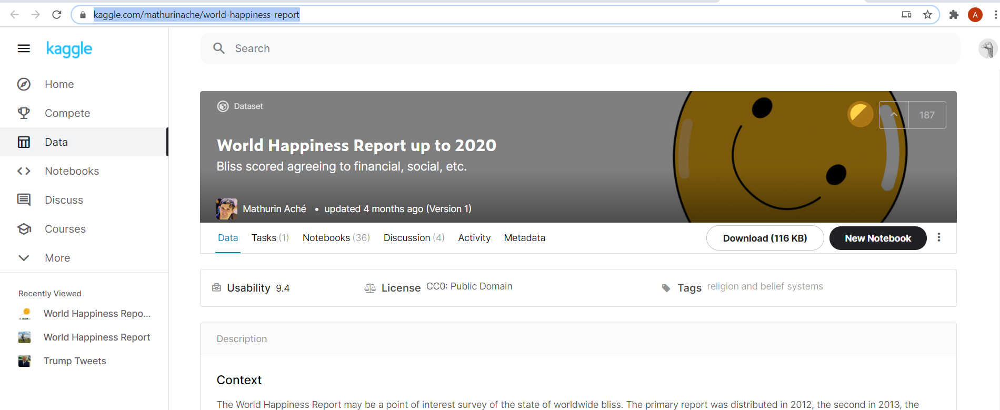 kaggle.com/mathurinache/world-happiness-report
A
kaggle
Search
Home
Compete
Data
Notebooks
Discuss
Courses
More
Recently Viewed
World Happiness Repo...
World Happiness Report
Trump Tweets
Dataset
187
World Happiness Report up to 2020
Bliss scored agreeing to financial, social, etc.
Mathurin Aché • updated 4 months ago (Version 1)
Data Tasks (1) Notebooks (36) Discussion (4) Activity Metadata Download (116 KB) New Notebook
Usability 9.4 License CC0: Public Domain Tags religion and belief systems
Description
Context
The World Happiness Report may be a point of interest survey of the state of worldwide bliss. The primary report was distributed in 2012, the second in 2013, the